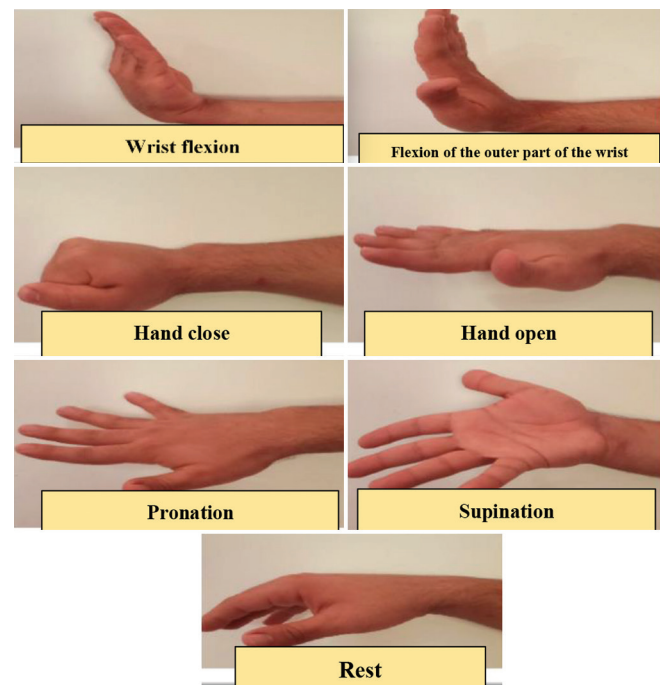 Wrist flexion
Flexion of the outer part of the wrist
Hand close
Hand open
Pronation
Supination
Rest